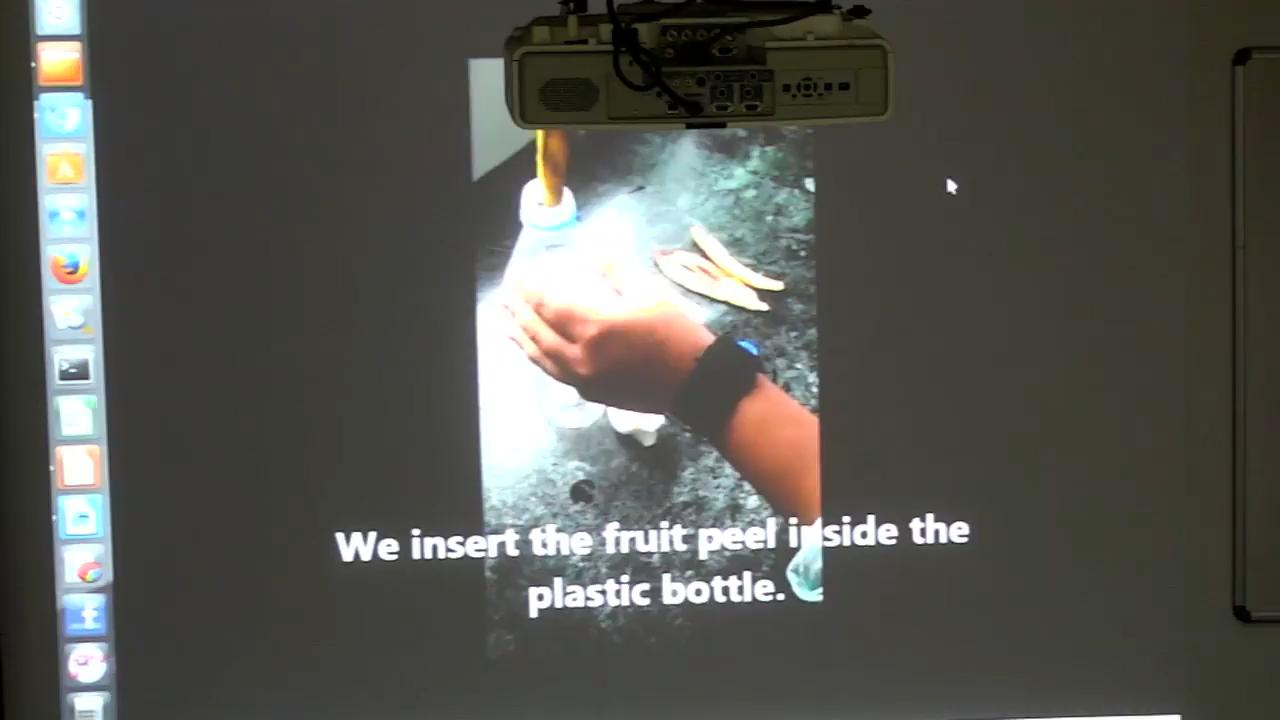 We insert the fruit peel inside the
plastic bottle.